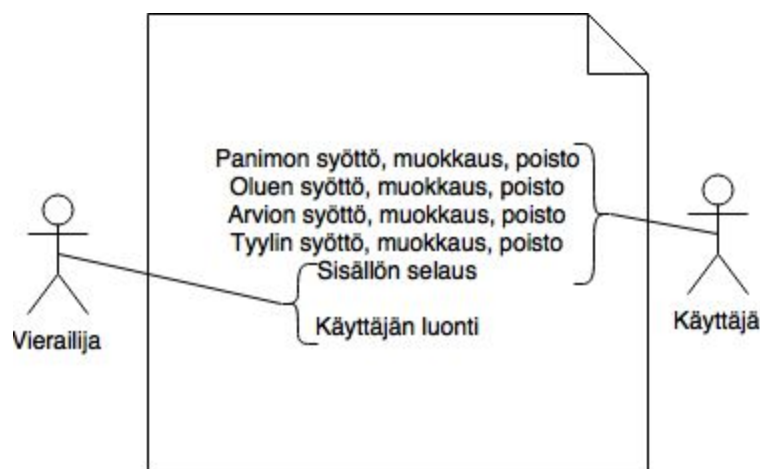 Panimon syöttö, muokkaus, poisto
Oluen syöttö, muokkaus, poisto
Arvion syöttö, muokkaus, poisto
Tyylin syöttö, muokkaus, poisto
Sisällön selaus
Käyttäjän luonti
Vierailija
Käyttäjä